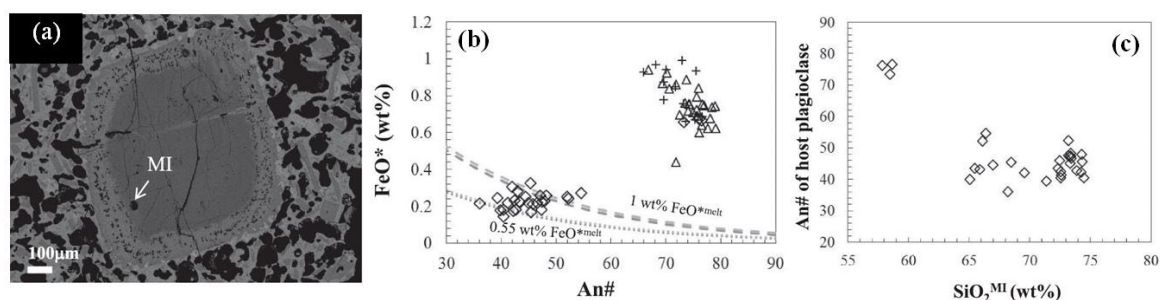 (a)
MI
100μm
(b)
FeO* (wt%)
1.2
1
0.8
0.6
0.4
0.2
0
1 wt% FeO*melt
0.55 wt% FeO*melt
30 40 50 60 70 80 90
An#
(c)
An# of host plagioclase
90
80
70
60
50
40
30
20
55 60 65 70 75 80
SiO₂ᴹᴵ (wt%)